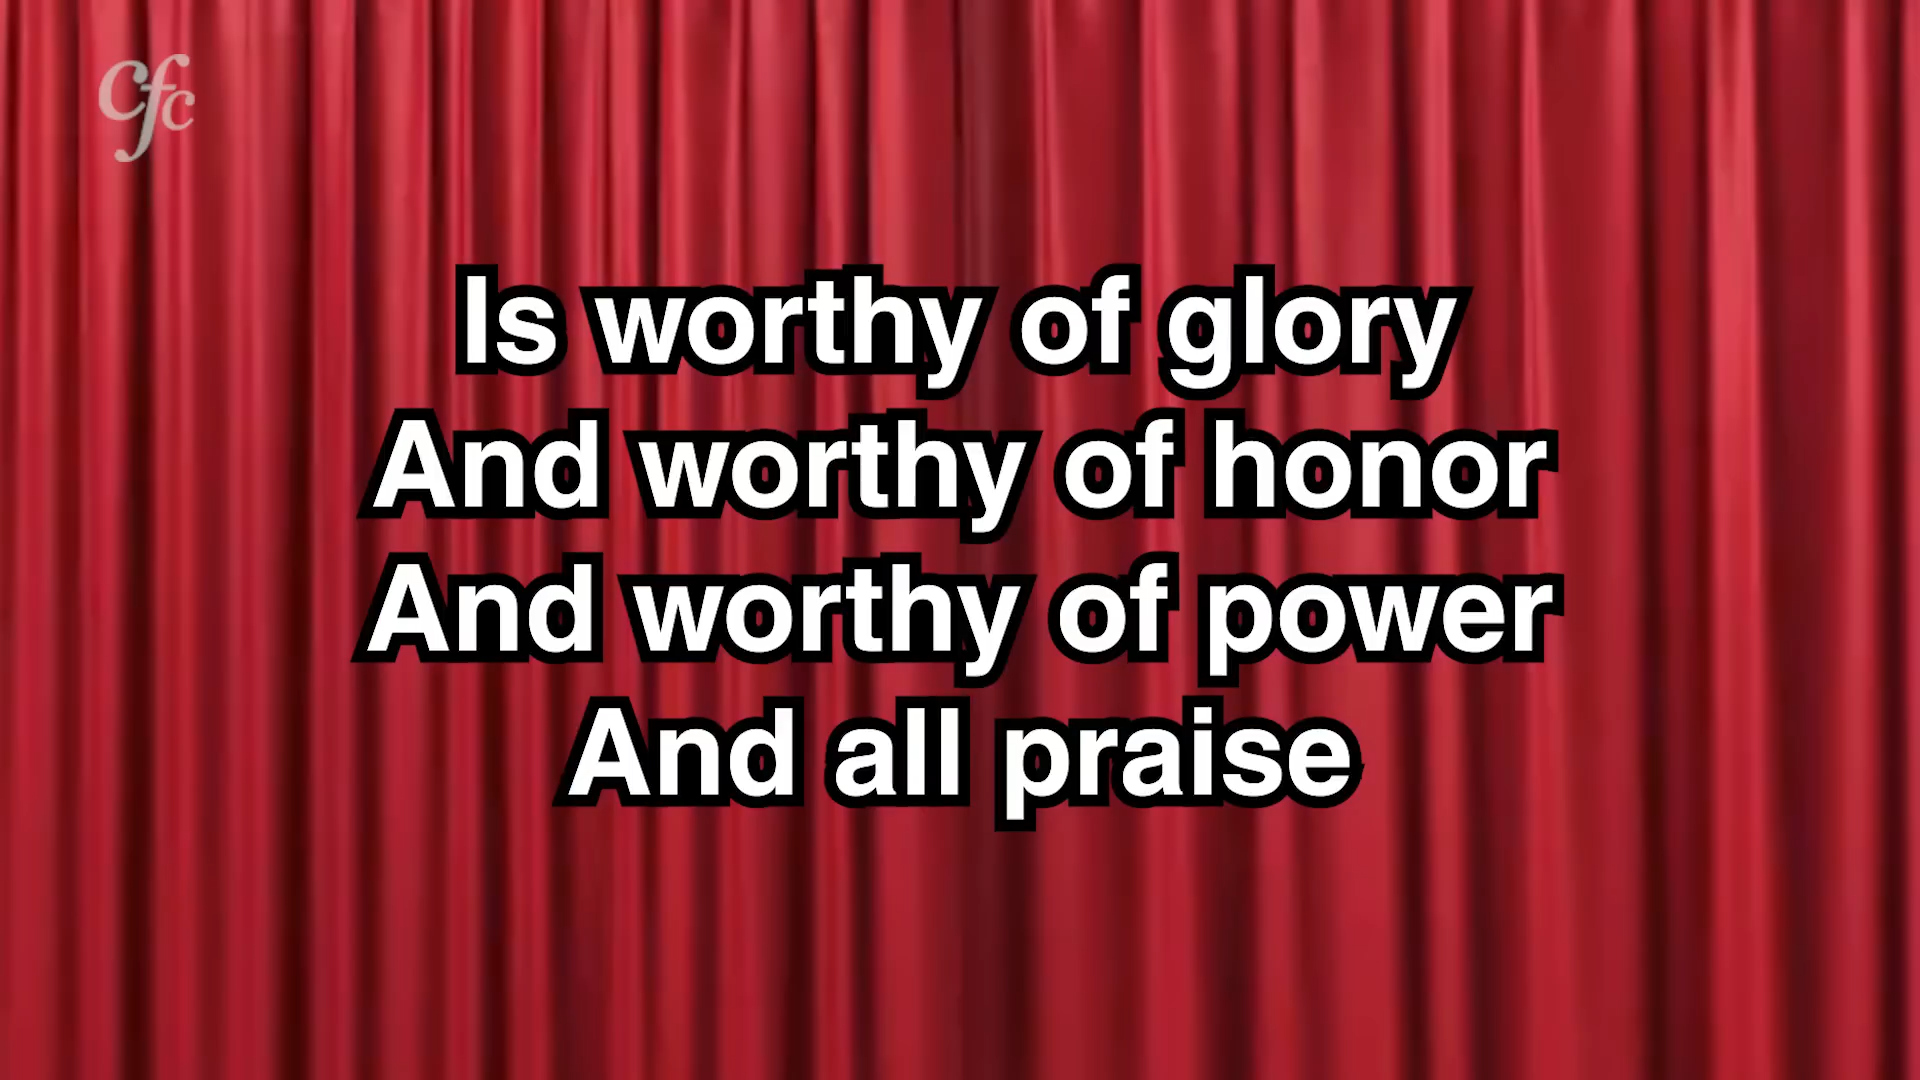 cfc
Is worthy of glory
And worthy of honor
And worthy of power
And all praise